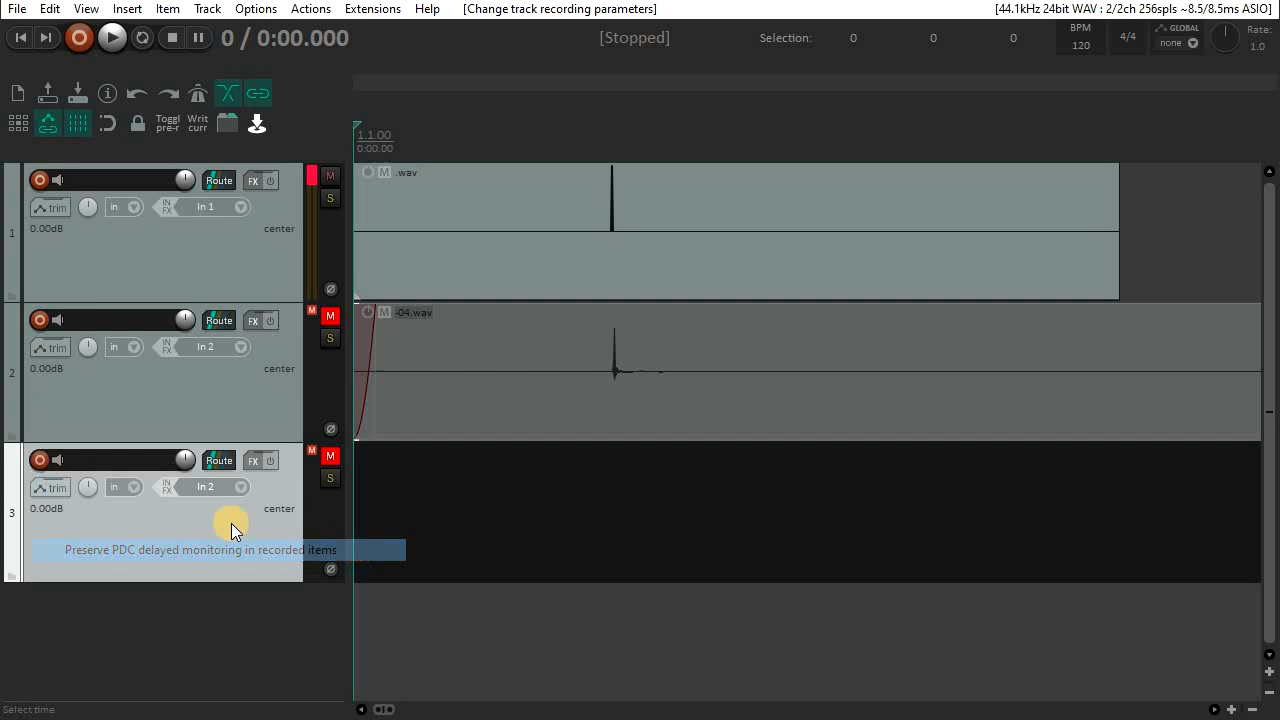 File Edit View Insert Item Track Options Actions Extensions Help [Change track recording parameters] [44.1kHz 24bit WAV : 2/2ch 256spls ~8.5/8.5ms ASIO]
0 / 0:00.000 [Stopped] Selection: 0 0 0 BPM 120 4/4 GLOBAL none Rate: 1.0
Toggl pre-r Writ curr
1.1.00
0:00.00
Route FX M M .wav
trim in IN FX In 1 S
1 0.00dB center
Route FX M M M -04.wav
trim in IN FX In 2 S
2 0.00dB center
Route FX M M
trim in IN FX In 2 S
3 0.00dB center
Preserve PDC delayed monitoring in recorded items
Select time